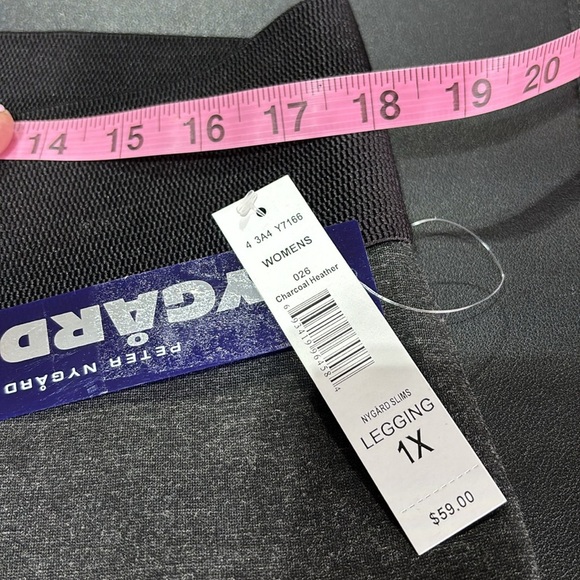 14 15 16 17 18 19 20
4 3A4 Y7166
WOMENS
026
Charcoal Heather
NYGARD SLIMS
LEGGING
1X
$59.00
NYGÅRD
PETER NYGÅRD